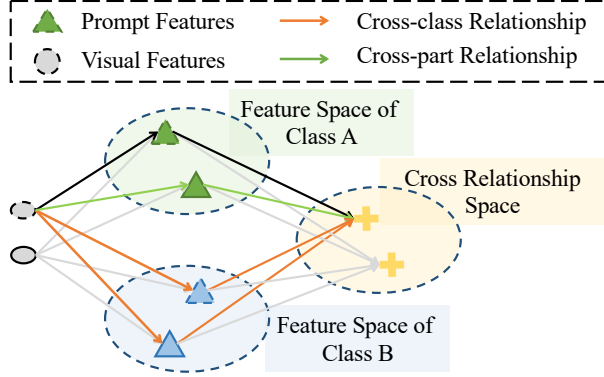 Prompt Features
Cross-class Relationship
Visual Features
Cross-part Relationship
Feature Space of
Class A
Cross Relationship
Space
Feature Space of
Class B